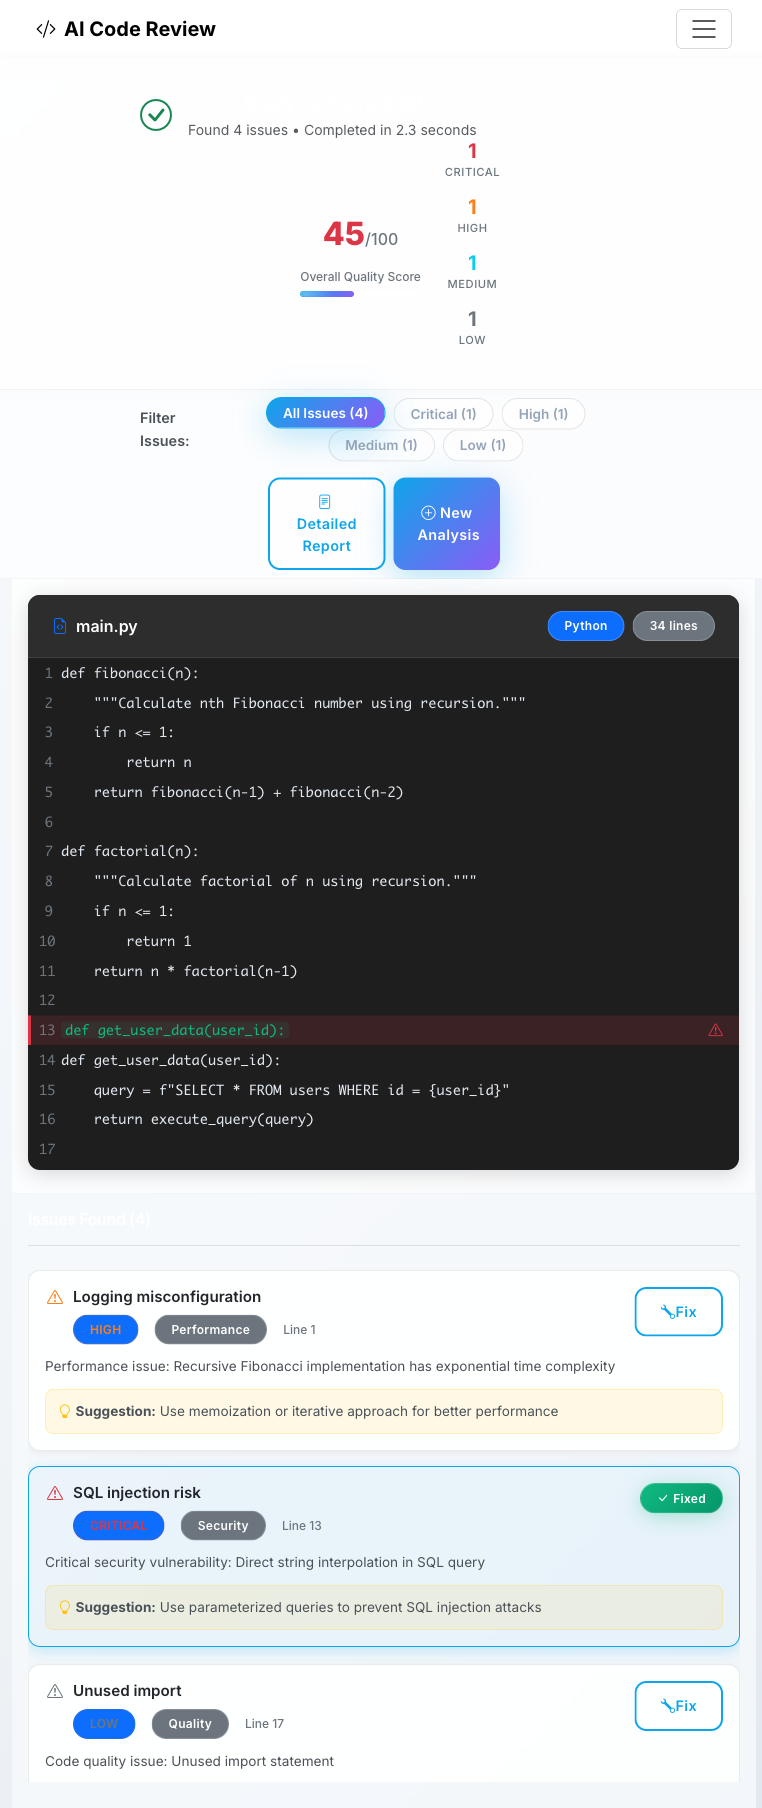 AI Code Review
Found 4 issues • Completed in 2.3 seconds
1
CRITICAL
45/100
1
HIGH
Overall Quality Score
1
MEDIUM
1
LOW
Filter
Issues:
All Issues (4) Critical (1) High (1)
Medium (1) Low (1)
Detailed
Report
New
Analysis
main.py Python 34 lines
1 def fibonacci(n):
2     """Calculate nth Fibonacci number using recursion."""
3     if n <= 1:
4         return n
5     return fibonacci(n-1) + fibonacci(n-2)
6
7 def factorial(n):
8     """Calculate factorial of n using recursion."""
9     if n <= 1:
10         return 1
11     return n * factorial(n-1)
12
13 def get_user_data(user_id):
14 def get_user_data(user_id):
15     query = f"SELECT * FROM users WHERE id = {user_id}"
16     return execute_query(query)
17
Issues Found (4)
Logging misconfiguration Fix
HIGH Performance Line 1
Performance issue: Recursive Fibonacci implementation has exponential time complexity
Suggestion: Use memoization or iterative approach for better performance
SQL injection risk Fixed
CRITICAL Security Line 13
Critical security vulnerability: Direct string interpolation in SQL query
Suggestion: Use parameterized queries to prevent SQL injection attacks
Unused import Fix
LOW Quality Line 17
Code quality issue: Unused import statement